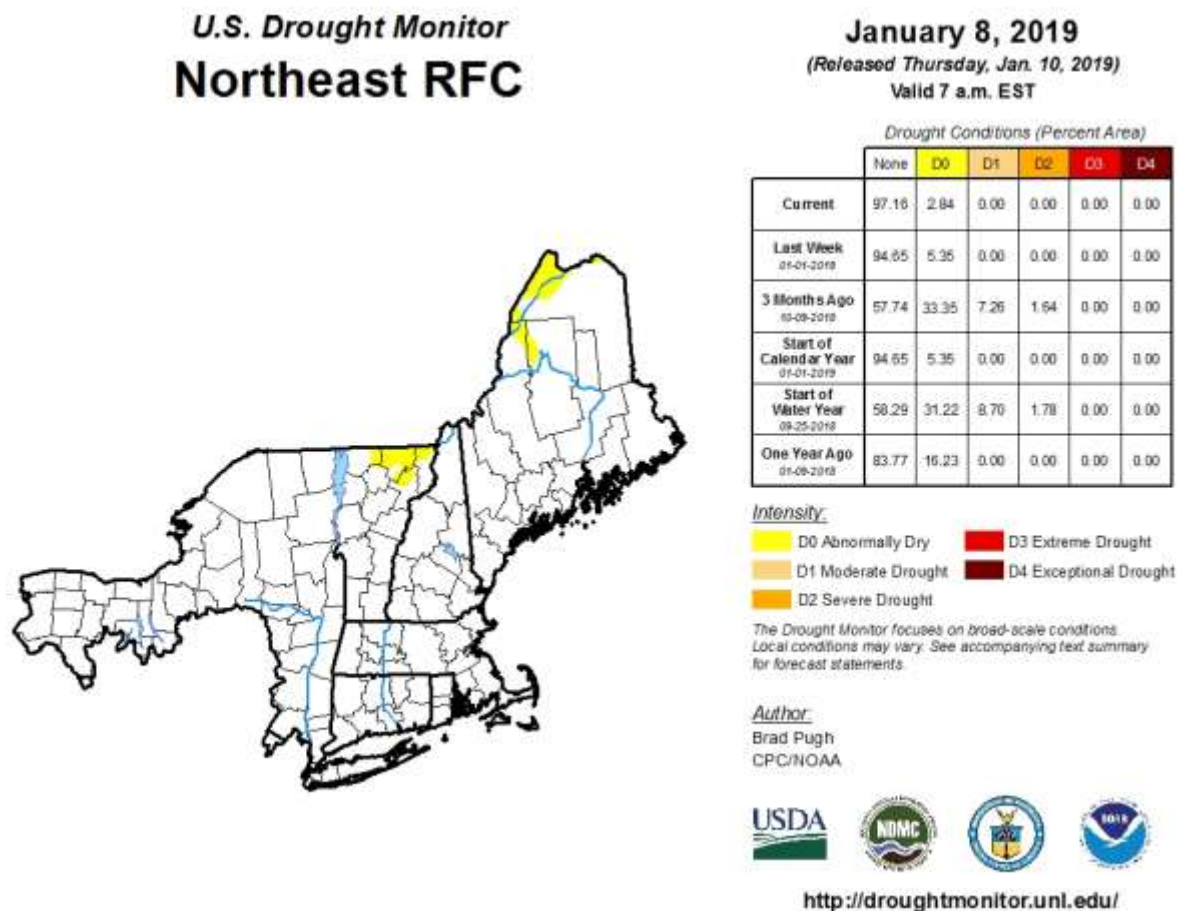 U.S. Drought Monitor
Northeast RFC
January 8, 2019
(Released Thursday, Jan. 10, 2019)
Valid 7 a.m. EST
Drought Conditions (Percent Area)
None D0 D1 D2 D3 D4
Current 97.16 2.84 0.00 0.00 0.00 0.00
Last Week 94.65 5.35 0.00 0.00 0.00 0.00
3 Months Ago 57.74 33.35 7.26 1.64 0.00 0.00
Start of
Calendar Year 94.65 5.35 0.00 0.00 0.00 0.00
01-01-2019
Start of
Water Year 58.29 31.22 8.70 1.78 0.00 0.00
09-25-2018
One Year Ago 83.77 16.23 0.00 0.00 0.00 0.00
Intensity:
D0 Abnormally Dry D3 Extreme Drought
D1 Moderate Drought D4 Exceptional Drought
D2 Severe Drought
The Drought Monitor focuses on broad-scale conditions.
Local conditions may vary. See accompanying text summary
for forecast statements.
Author:
Brad Pugh
CPC/NOAA
USDA NDMC
http://droughtmonitor.unl.edu/